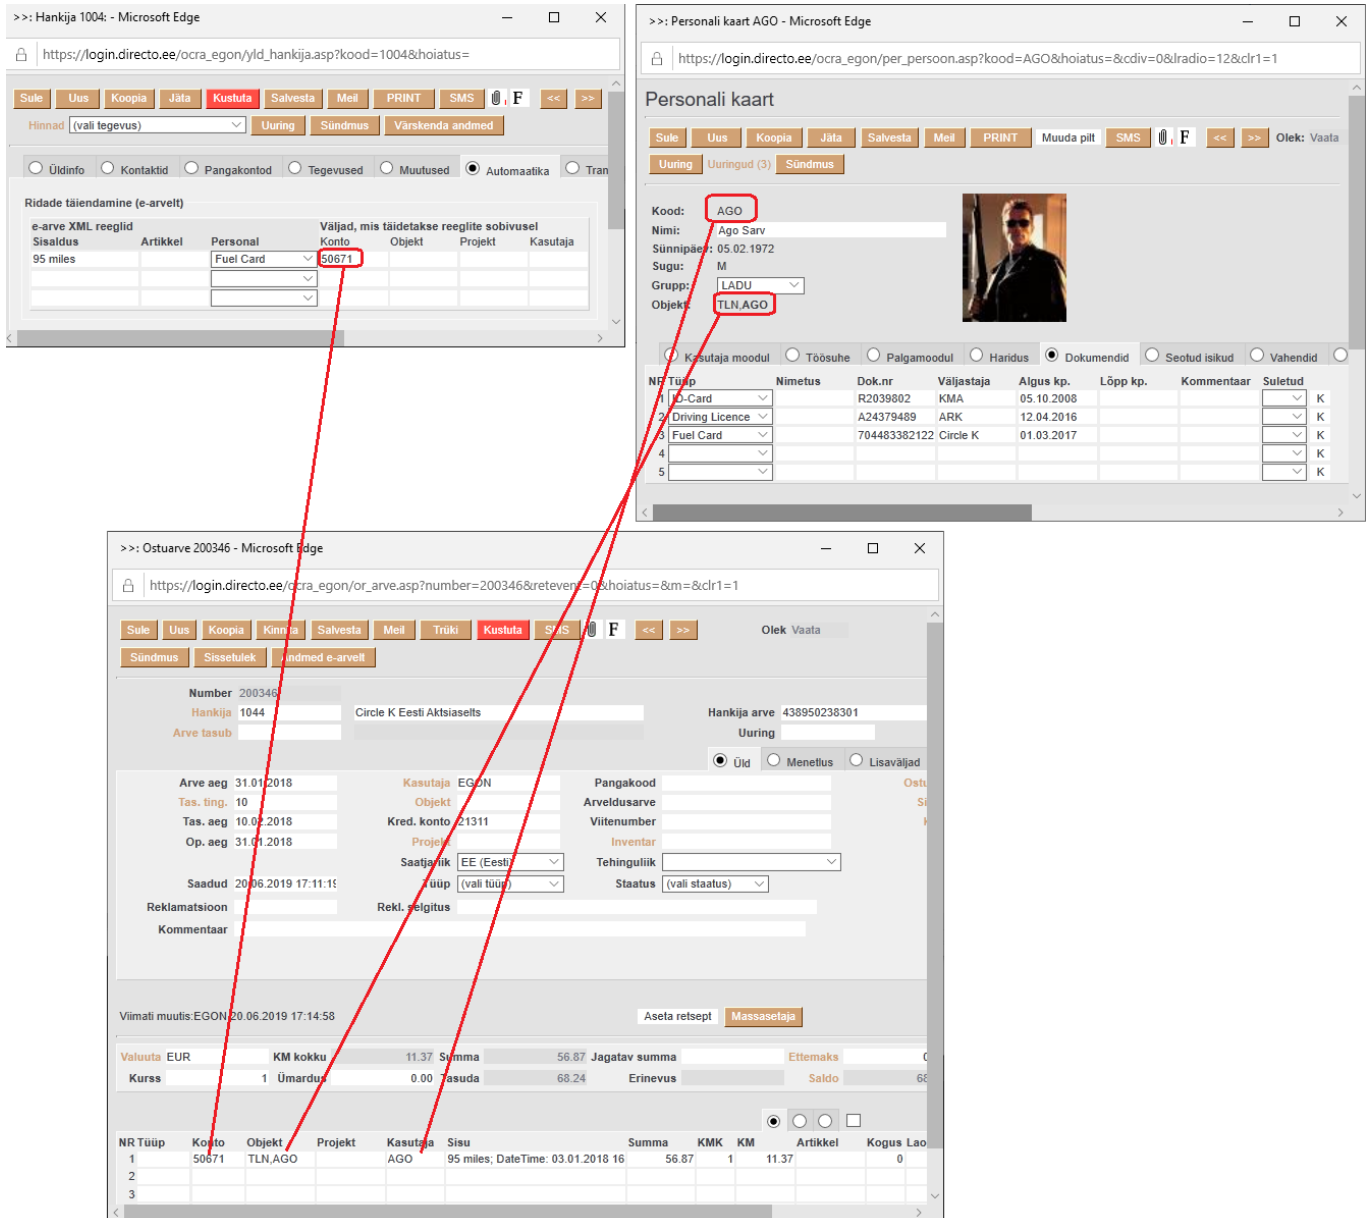 >>: Hankija 1004: - Microsoft Edge
https://login.directo.ee/ocra_egon/yld_hankija.asp?kood=1004&hoiatus=
Sule Uus Koopia Jäta Kustuta Salvesta Meil PRINT SMS F << >>
Hinnad (vali tegevus) Uuring Sündmus Värskenda andmed
Üldinfo Kontaktid Pangakontod Tegevused Muutused Automaatika Tran
Ridade täiendamine (e-arvelt)
e-arve XML reeglid Väljad, mis täidetakse reeglite sobivusel
Sisaldus Artikkel Personal Konto Objekt Projekt Kasutaja
95 miles Fuel Card 50671
>>: Personali kaart AGO - Microsoft Edge
https://login.directo.ee/ocra_egon/per_persoon.asp?kood=AGO&hoiatus=&cdiv=0&lradio=12&clr1=1
Personali kaart
Sule Uus Koopia Jäta Salvesta Meil PRINT Muuda pilt SMS F << >> Olek: Vaata
Uuring Uuringud (3) Sündmus
Kood: AGO
Nimi: Ago Sarv
Sünnipäev: 05.02.1972
Sugu: M
Grupp: LADU
Objekt: TLN,AGO
Kasutaja moodul Töösuhe Palgamoodul Haridus Dokumendid Seotud isikud Vahendid
NR Tüüp Nimetus Dok.nr Väljastaja Algus kp. Lõpp kp. Kommentaar Suletud
1 ID-Card R2039802 KMA 05.10.2008 K
2 Driving Licence A24379489 ARK 12.04.2016 K
3 Fuel Card 704483382122 Circle K 01.03.2017 K
4 K
5 K
>>: Ostuarve 200346 - Microsoft Edge
https://login.directo.ee/ocra_egon/or_arve.asp?number=200346&retevent=0&hoiatus=&m=&clr1=1
Sule Uus Koopia Kinnita Salvesta Meil Trüki Kustuta SMS F << >> Olek Vaata
Sündmus Sissetulek Andmed e-arvelt
Number 200346
Hankija 1044 Circle K Eesti Aktsiaselts Hankija arve 438950238301
Arve tasub Uuring
Üld Menetlus Lisaväljad
Arve aeg 31.01.2018 Kasutaja EGON Pangakood Ostu
Tas. ting. 10 Objekt Arveldusarve Si
Tas. aeg 10.02.2018 Kred. konto 21311 Viitenumber
Op. aeg 31.01.2018 Projekt Inventar
Saatjariik EE (Eesti) Tehinguliik
Saadud 20.06.2019 17:11:19 Tüüp (vali tüüp) Staatus (vali staatus)
Reklamatsioon Rekl. selgitus
Kommentaar
Viimati muutis:EGON 20.06.2019 17:14:58 Aseta retsept Massasetaja
Valuuta EUR KM kokku 11.37 Summa 56.87 Jagatav summa Ettemaks 0
Kurss 1 Ümardus 0.00 Tasuda 68.24 Erinevus Saldo 68
NR Tüüp Konto Objekt Projekt Kasutaja Sisu Summa KMK KM Artikkel Kogus Lao
1 50671 TLN,AGO AGO 95 miles; DateTime: 03.01.2018 16 56.87 1 11.37 0
2
3